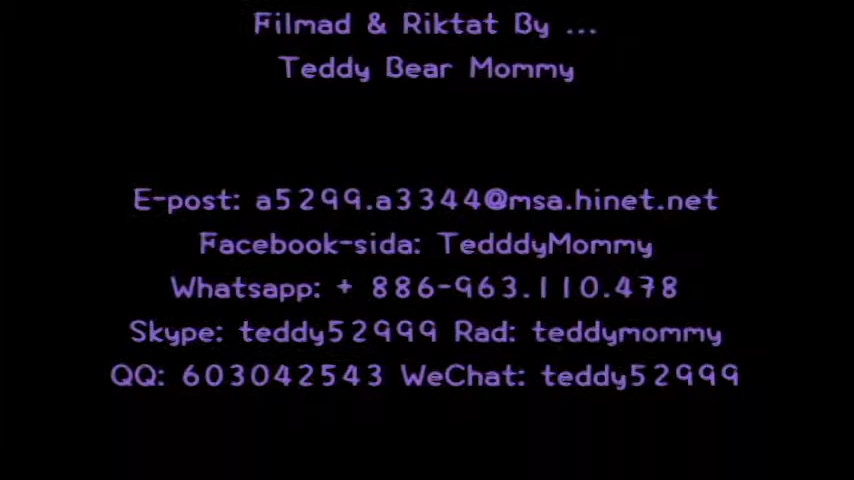 Filmad & Riktat By ...
Teddy Bear Mommy
E-post: a5299.a3344@msa.hinet.net
Facebook-sida: TedddyMommy
Whatsapp: + 886-963.110.478
Skype: teddy52999 Rad: teddymommy
QQ: 603042543 WeChat: teddy52999